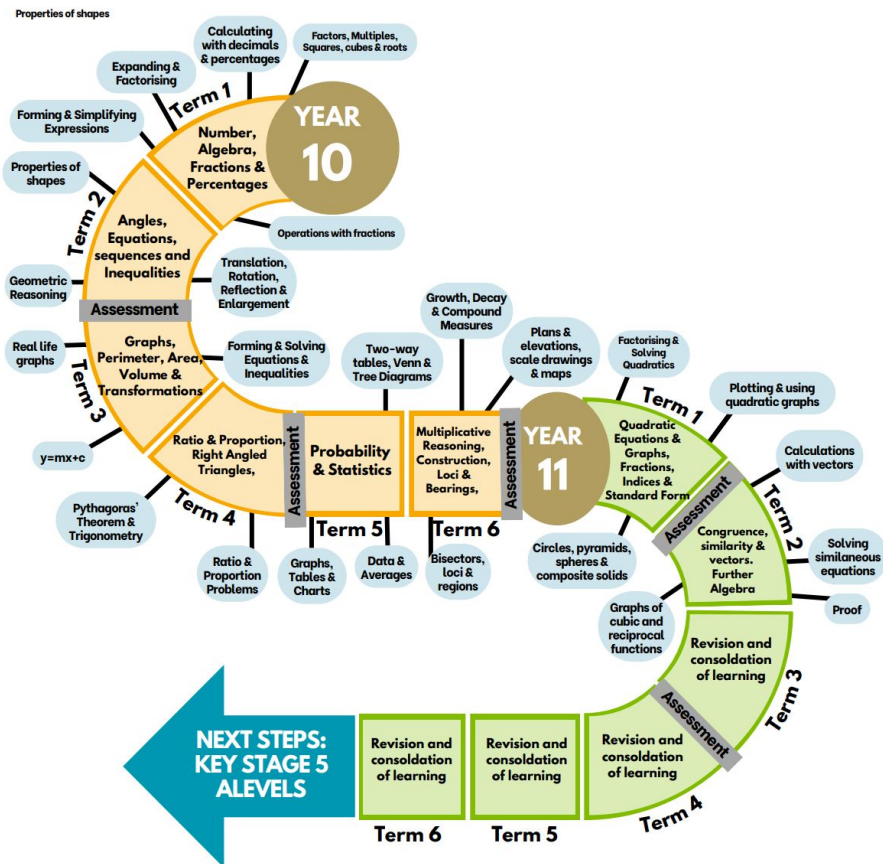 Properties of shapes
Calculating
with decimals
& percentages
Factors, Multiples,
Squares, cubes & roots
Expanding &
Factorising
Term 1
Forming & Simplifying
Expressions
YEAR
10
Number,
Algebra,
Fractions &
Percentages
Properties of
shapes
Term 2
Operations with fractions
Angles,
Equations,
sequences and
Inequalities
Translation,
Rotation,
Reflection &
Enlargement
Geometric
Reasoning
Assessment
Growth, Decay
& Compound
Measures
Real life
graphs
Graphs,
Perimeter, Area,
Volume &
Transformations
Forming & Solving
Equations &
Inequalities
Two-way
tables, Venn &
Tree Diagrams
Plans &
elevations,
scale drawings
& maps
Factorising &
Solving
Quadratics
Term 3
Term 1
Plotting & using
quadratic graphs
y=mx+c
Ratio & Proportion,
Right Angled
Triangles,
Assessment
Probability
& Statistics
Multiplicative
Reasoning,
Construction,
Loci &
Bearings,
Assessment
YEAR
11
Quadratic
Equations &
Graphs,
Fractions,
Indices &
Standard Form
Calculations
with vectors
Pythagoras'
Theorem &
Trigonometry
Term 4
Term 5
Term 6
Assessment
Term 2
Congruence,
similarity &
vectors.
Further
Algebra
Solving
similaneous
equations
Ratio &
Proportion
Problems
Graphs,
Tables &
Charts
Data &
Averages
Bisectors,
loci &
regions
Circles, pyramids,
spheres &
composite solids
Graphs of
cubic and
reciprocal
functions
Proof
Revision and
consoldation
of learning
Term 3
Assessment
NEXT STEPS:
KEY STAGE 5
ALEVELS
Revision and
consoldation
of learning
Revision and
consoldation
of learning
Revision and
consoldation
of learning
Term 6
Term 5
Term 4